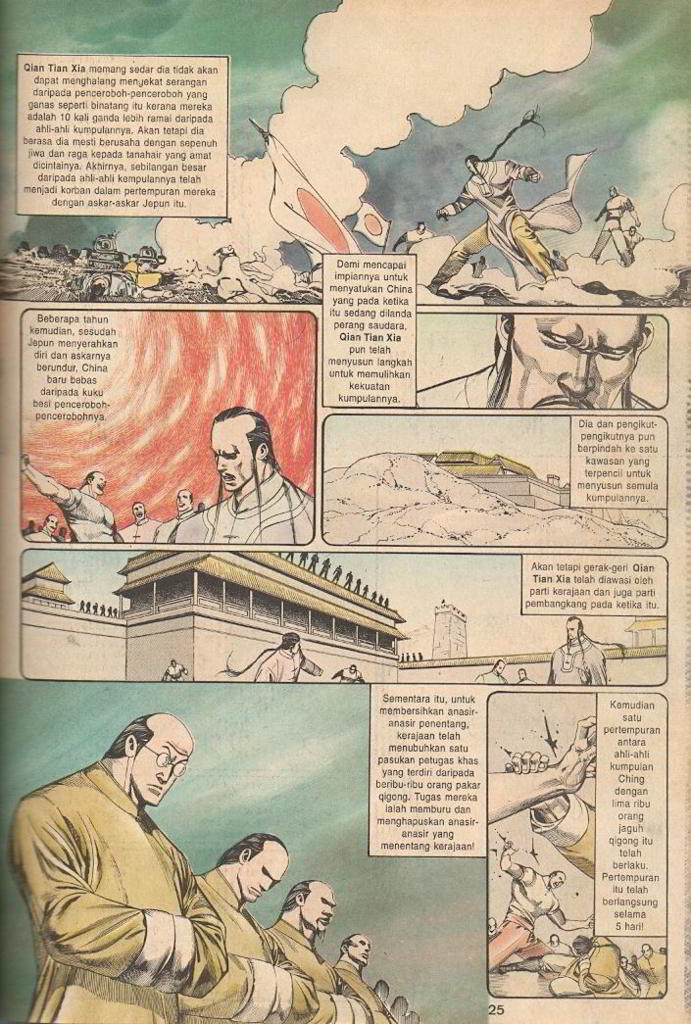 Qian Tian Xia memang sedar dia tidak akan
dapat menghalang menyekat serangan
daripada penceroboh-penceroboh yang
ganas seperti binatang itu kerana mereka
adalah 10 kali ganda lebih ramai daripada
ahli-ahli kumpulannya. Akan tetapi dia
berasa dia mesti berusaha dengan sepenuh
jiwa dan raga kepada tanahair yang amat
dicintainya. Akhirnya, sebilangan besar
daripada ahli-ahli kempulannya telah
menjadi korban dalam pertempuran mereka
dengan askar-askar Jepun itu.
Demi mencapai
impiannya untuk
menyatukan China
yang pada ketika
itu sedang dilanda
perang saudara,
Qian Tian Xia
pun telah
menyusun langkah
untuk memulihkan
kekuatan
kumpulannya.
Beberapa tahun
kemudian, sesudah
Jepun menyerahkan
diri dan askarnya
berundur, China
baru bebas
daripada kuku
besi penceroboh-
pencerobohnya.
Dia dan pengikut-
pengikutnya pun
berpindah ke satu
kawasan yang
terpencil untuk
menyusun semula
kumpulannya.
Akan tetapi gerak-geri Qian
Tian Xia telah diawasi oleh
parti kerajaan dan juga parti
pembangkang pada ketika itu.
Sementara itu, untuk
membersihkan anasir-
anasir penentang,
kerajaan telah
menubuhkan satu
pasukan petugas khas
yang terdiri daripada
beribu-ribu orang pakar
qigong. Tugas mereka
ialah memburu dan
menghapuskan anasir-
anasir yang
menentang kerajaan!
Kemudian
satu
pertempuran
antara
ahli-ahli
kumpulan
Ching
dengan
lima ribu
orang
jaguh
qigong itu
telah
berlaku.
Pertempuran
itu telah
berlangsung
selama
5 hari!
25